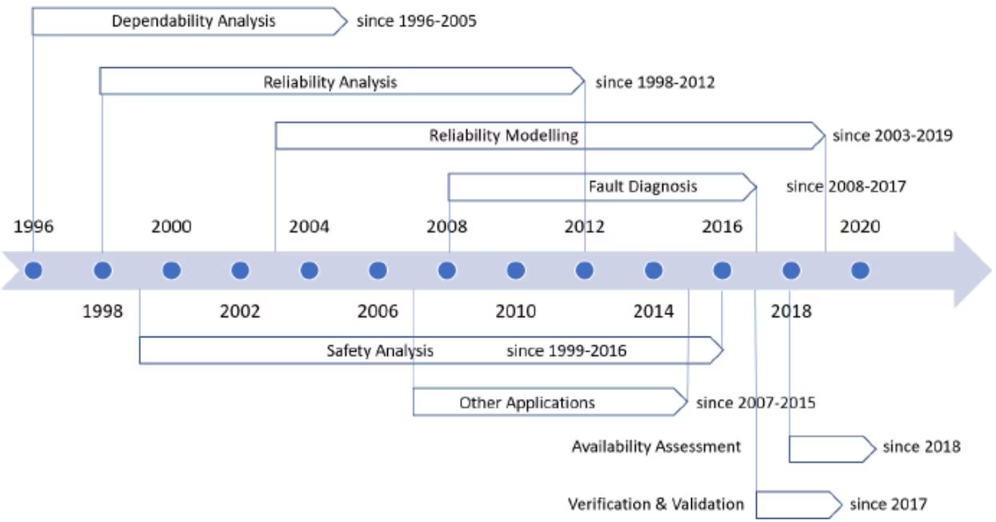 Dependability Analysis since 1996-2005
Reliability Analysis since 1998-2012
Reliability Modelling since 2003-2019
Fault Diagnosis since 2008-2017
1996 2000 2004 2008 2012 2016 2020
1998 2002 2006 2010 2014 2018
Safety Analysis since 1999-2016
Other Applications since 2007-2015
Availability Assessment since 2018
Verification & Validation since 2017